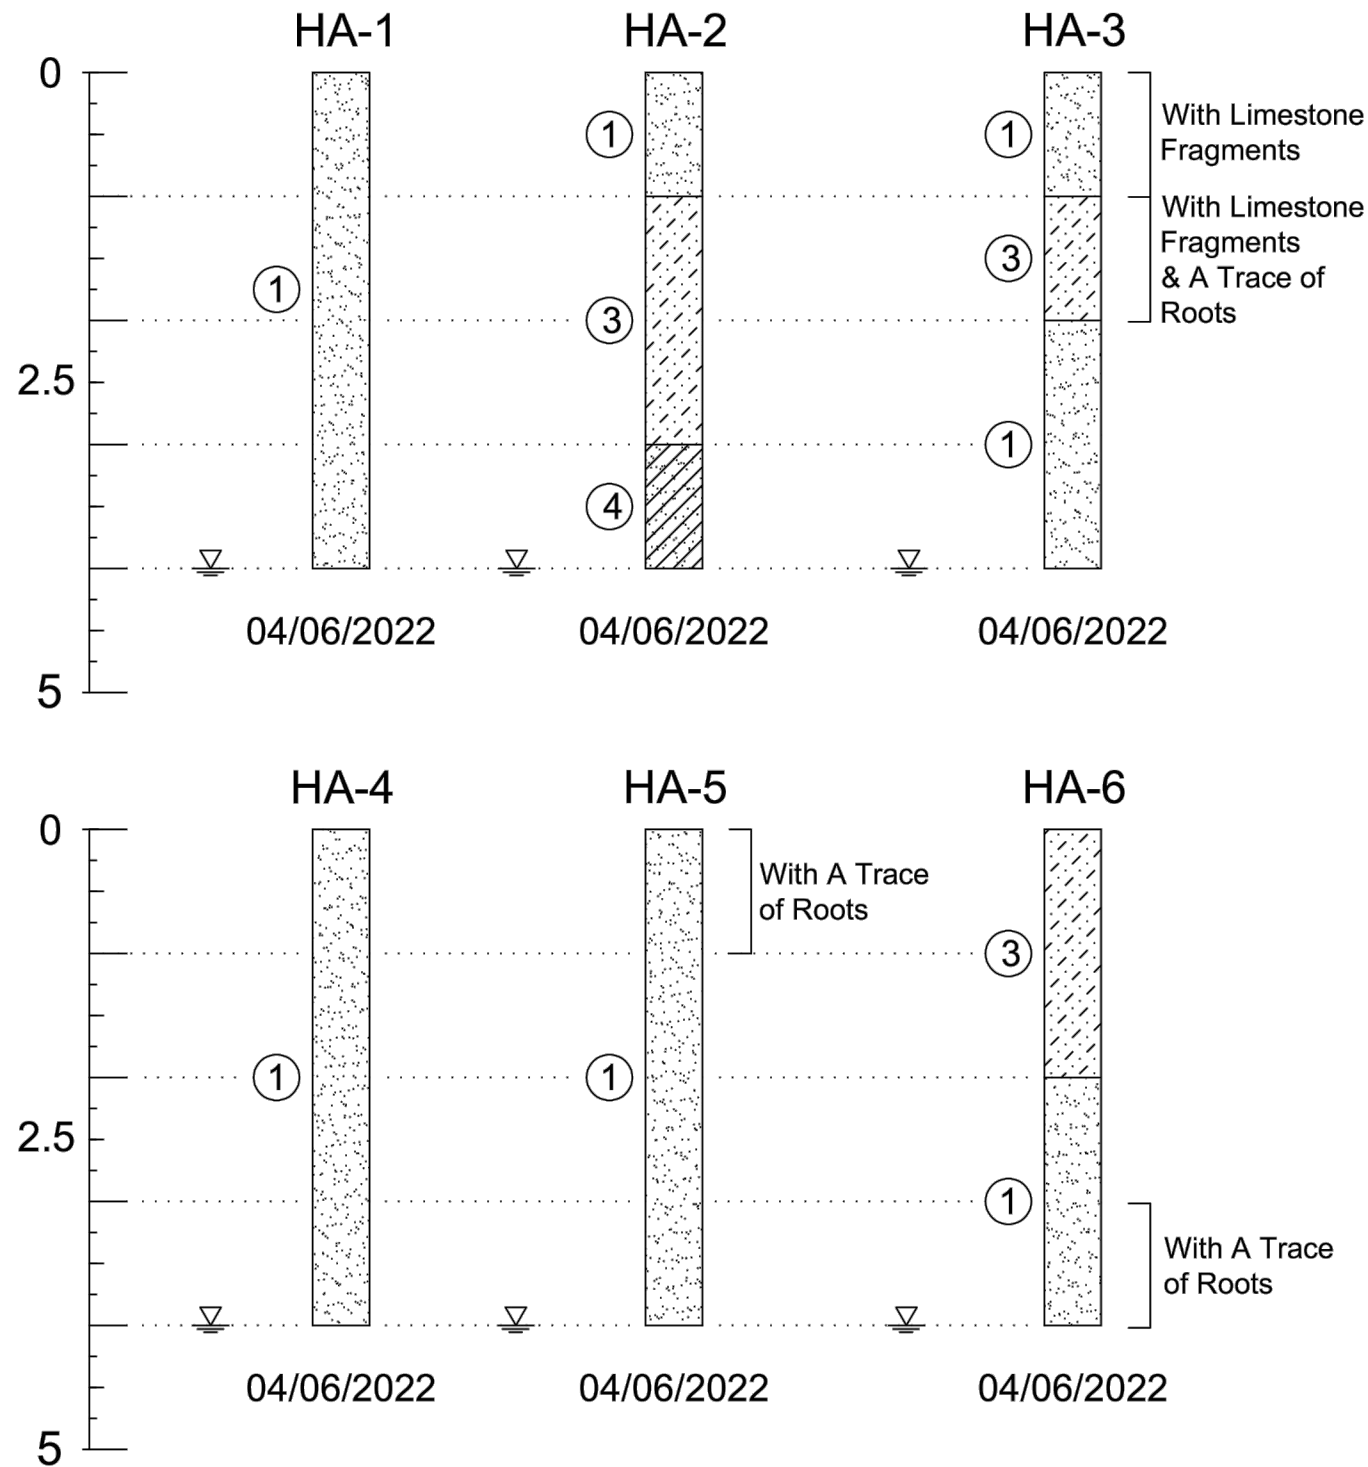 HA-1
HA-2
HA-3
0
1
1
With Limestone
Fragments
1
3
3
With Limestone
Fragments
& A Trace of
Roots
2.5
1
4
04/06/2022
04/06/2022
04/06/2022
5
HA-4
HA-5
HA-6
0
With A Trace
of Roots
3
1
1
2.5
1
With A Trace
of Roots
04/06/2022
04/06/2022
04/06/2022
5